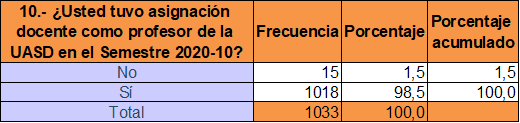 10.- ¿Usted tuvo asignación docente como profesor de la UASD en el Semestre 2020-10? Frecuencia Porcentaje Porcentaje acumulado
No 15 1,5 1,5
Sí 1018 98,5 100,0
Total 1033 100,0